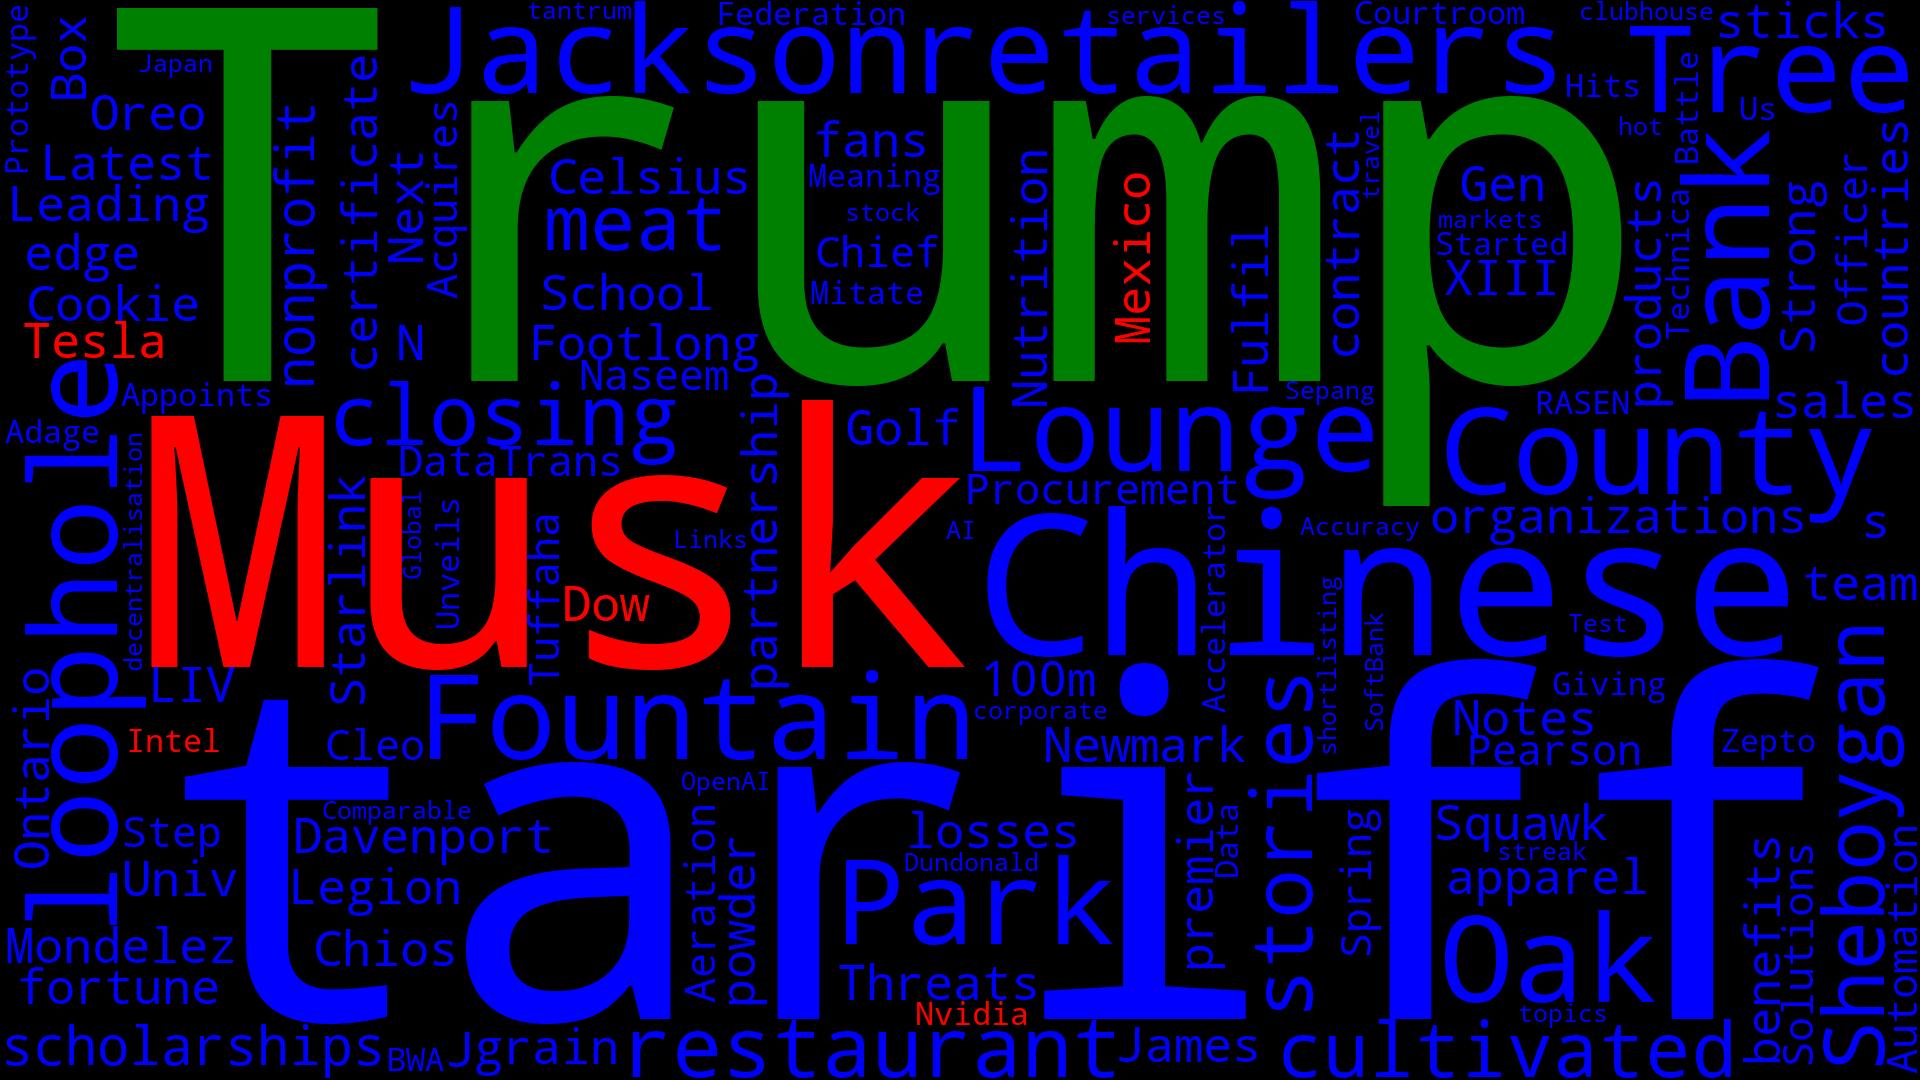 tantrum
Federation
services
Courtroom
clubhouse
sticks
Prototype
Box
Japan
Trump
Jacksonretailers
Tree
Oreo
Hits
Us
hot
Battle
Latest
nonprofit
certificate
Next
Acquires
fans
Celsius
Meaning
meat
stock
Chief
Mitate
School
Nutrition
Mexico
Fulfil
contract
travel
Gen
markets
Started
XIII
products
Technica
Bank
Strong
Officer
countries
Leading
edge
Cookie
Tesla
N
Footlong
Naseem
Appoints
Adage
loophole
decentralisation
closing
DataTrans
partnership
Golf
Lounge
Sepang
RASEN
sales
County
Procurement
organizations
s
Musk
Starlink
Global
Unveils
Tuffaha
Links
Dow
AI
Chinese
Accelerator
Accuracy
team
Test
shortlisting
SoftBank
LIV
Ontario
Intel
Cleo
Fountain
100m
corporate
Newmark
stories
Giving
Notes
Pearson
Zepto
Sheboygan
tariff
OpenAI
Comparable
Step
Davenport
Univ
Legion
Aeration
powder
losses
Dundonald
Park
premier
Data
Spring
Squawk
streak
apparel
Oak
benefits
Solutions
Automation
Mondelez
Chios
fortune
Threats
Nvidia
topics
scholarships
BWA
Jgrain
restaurant
James
cultivated